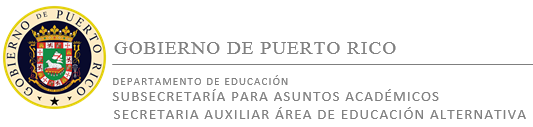 GOBIERNO DE PUERTO RICO
GOBIERNO DE PUERTO RICO
DEPARTAMENTO DE EDUCACIÓN
SUBSECRETARÍA PARA ASUNTOS ACADÉMICOS
SECRETARIA AUXILIAR ÁREA DE EDUCACIÓN ALTERNATIVA